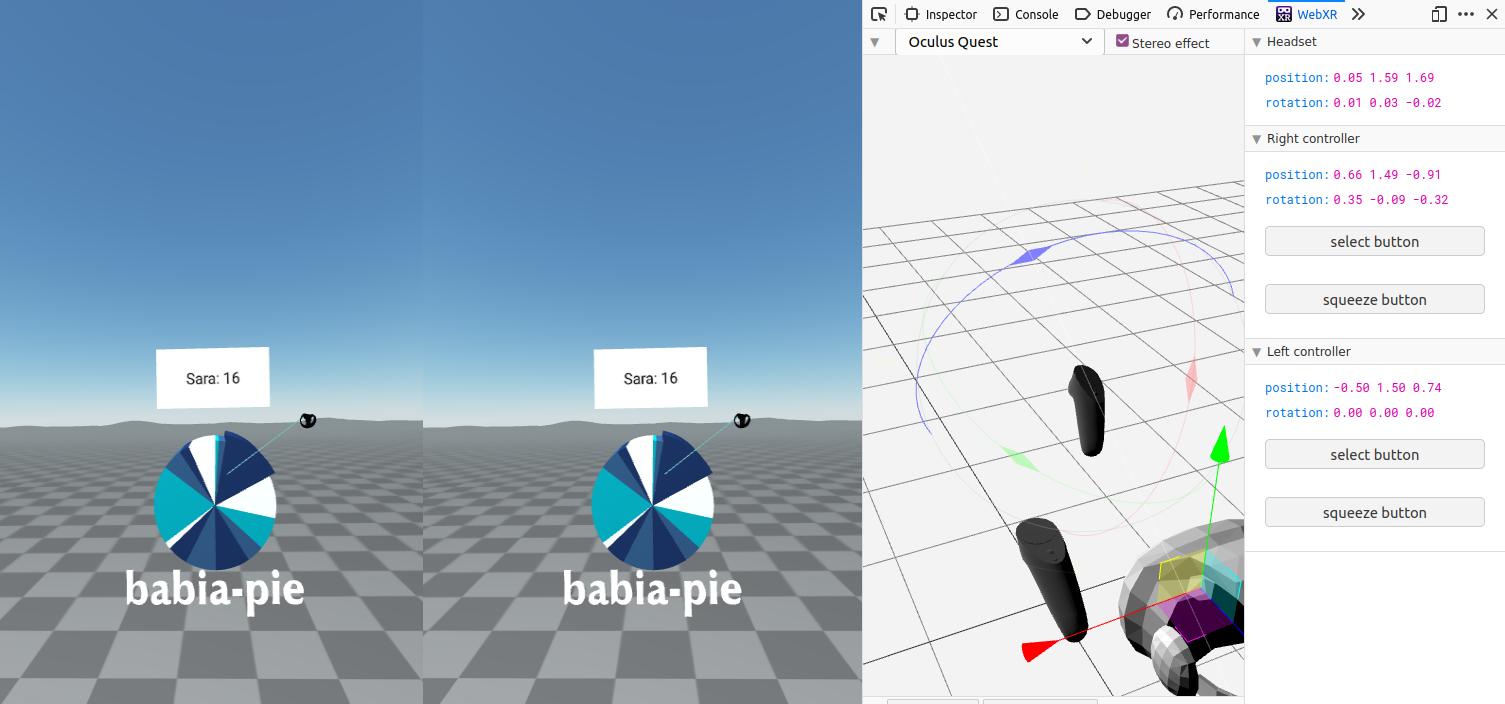 Sara: 16
babia-pie
Sara: 16
babia-pie
Inspector Console Debugger Performance XR WebXR
Oculus Quest Stereo effect
Headset
position: 0.05 1.59 1.69
rotation: 0.01 0.03 -0.02
Right controller
position: 0.66 1.49 -0.91
rotation: 0.35 -0.09 -0.32
select button
squeeze button
Left controller
position: -0.50 1.50 0.74
rotation: 0.00 0.00 0.00
select button
squeeze button